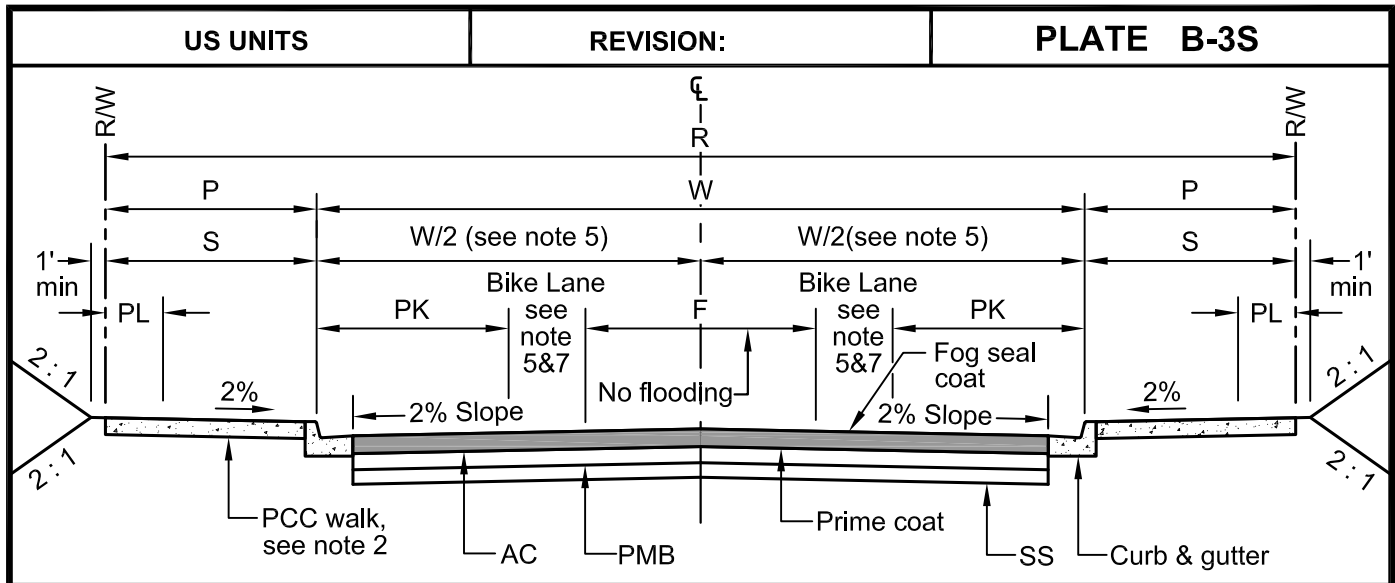 US UNITS
REVISION:
PLATE B-3S
℄
R/W
R/W
R
P
W
P
S
W/2 (see note 5)
W/2(see note 5)
S
1'
min
1'
min
PL
PK
Bike Lane
see
note
5&7
F
Bike Lane
see
note
5&7
PK
PL
Fog seal
coat
No flooding
2 : 1
2%
2% Slope
2% Slope
2%
2 : 1
2 : 1
2 : 1
PCC walk,
see note 2
AC
PMB
Prime coat
SS
Curb & gutter